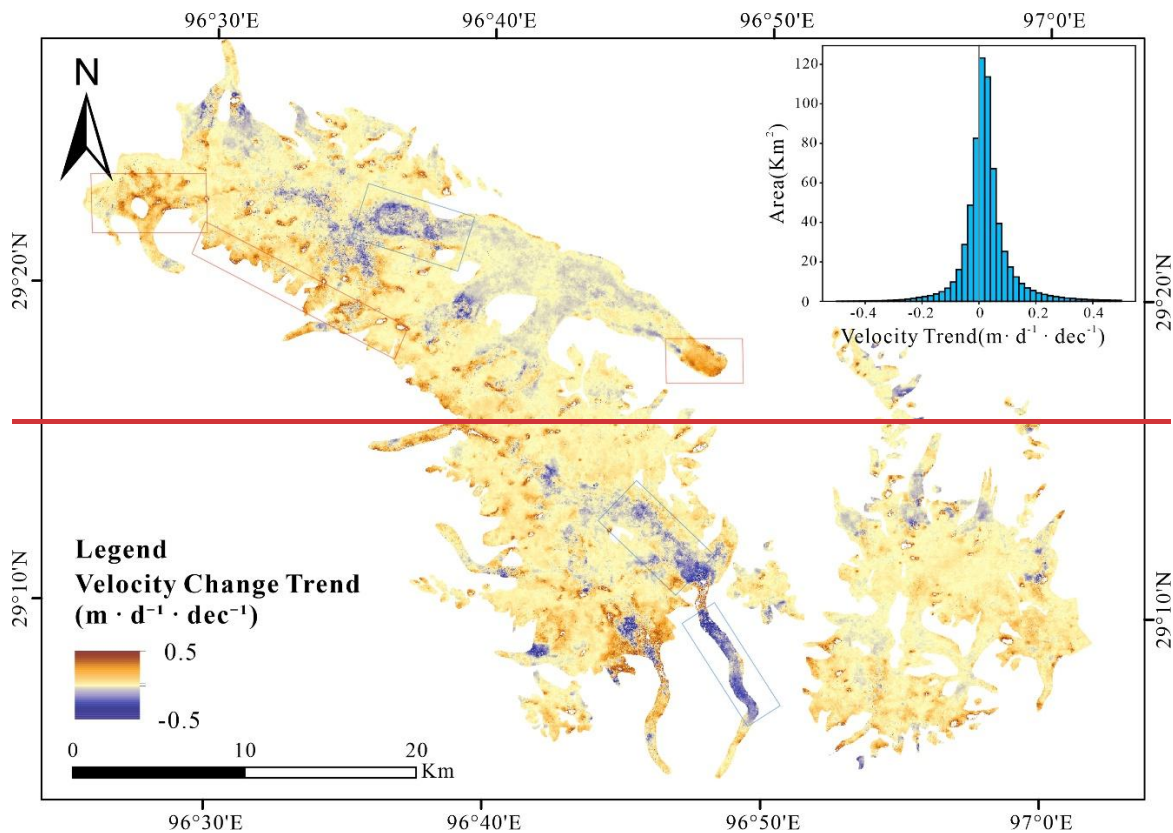 96°30'E 96°40'E 96°50'E 97°0'E
N
120
100
80
60
40
20
0
Area(Km²)
-0.4 -0.2 0 0.2 0.4
Velocity Trend(m· d⁻¹· dec⁻¹)
29°20'N 29°20'N
29°10'N 29°10'N
Legend
Velocity Change Trend
(m · d⁻¹ · dec⁻¹)
0.5
-0.5
0 10 20
Km
96°30'E 96°40'E 96°50'E 97°0'E